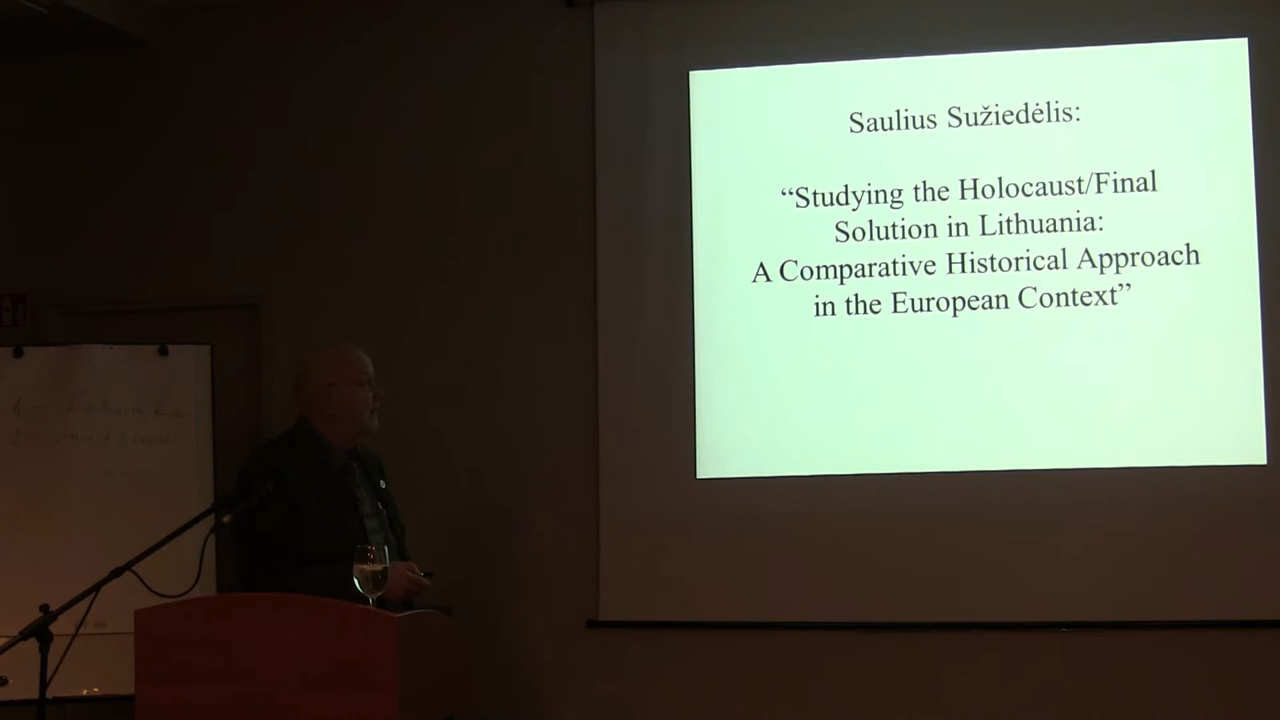 Saulius Sužiedėlis:
“Studying the Holocaust/Final
Solution in Lithuania:
A Comparative Historical Approach
in the European Context”